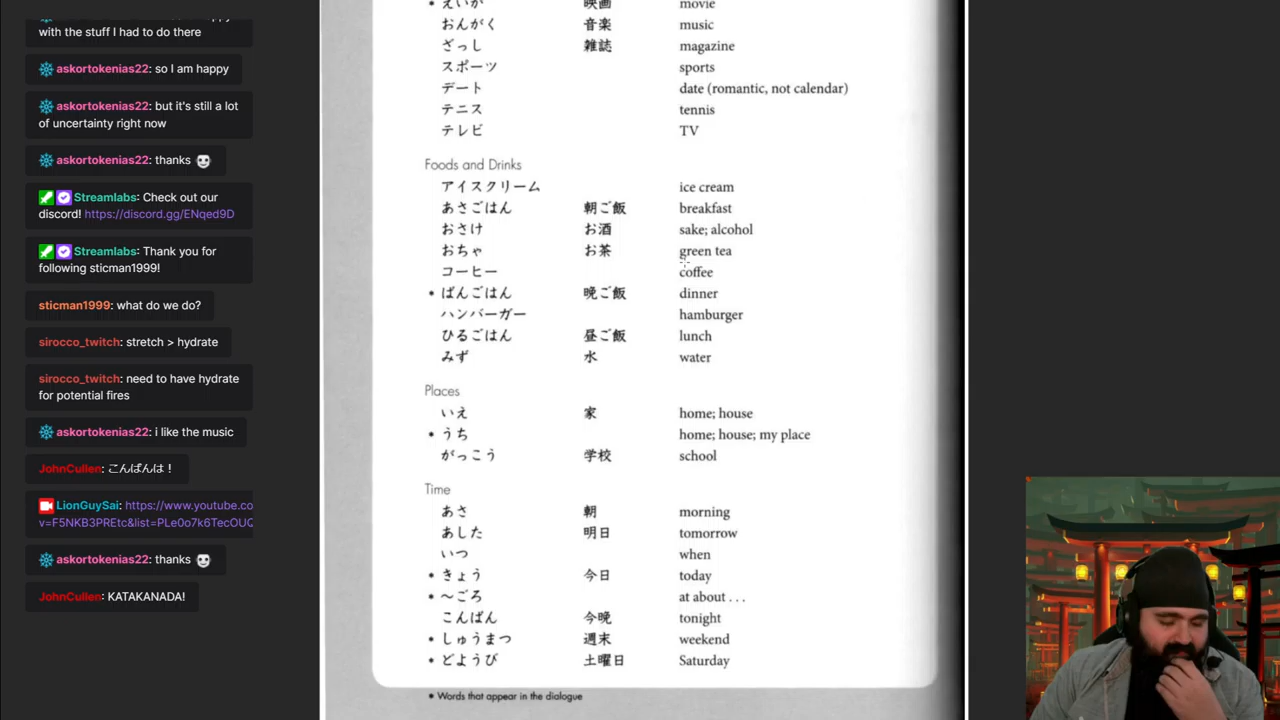 with the stuff I had to do there
askortokenias22: so I am happy
askortokenias22: but it's still a lot
of uncertainty right now
askortokenias22: thanks
Streamlabs: Check out our
discord! https://discord.gg/ENqed9D
Streamlabs: Thank you for
following sticman1999!
sticman1999: what do we do?
sirocco_twitch: stretch > hydrate
sirocco_twitch: need to have hydrate
for potential fires
askortokenias22: i like the music
JohnCullen: こんばんは！
LionGuySai: https://www.youtube.co
v=F5NKB3PREtc&list=PLe0o7k6TecOUQ
askortokenias22: thanks
JohnCullen: KATAKANADA!
* えいが 映画 movie
おんがく 音楽 music
ざっし 雑誌 magazine
スポーツ sports
デート date (romantic, not calendar)
テニス tennis
テレビ TV
Foods and Drinks
アイスクリーム ice cream
あさごはん 朝ご飯 breakfast
おさけ お酒 sake; alcohol
おちゃ お茶 green tea
コーヒー coffee
* ばんごはん 晩ご飯 dinner
ハンバーガー hamburger
ひるごはん 昼ご飯 lunch
みず 水 water
Places
いえ 家 home; house
* うち home; house; my place
がっこう 学校 school
Time
あさ 朝 morning
あした 明日 tomorrow
いつ when
* きょう 今日 today
* ～ごろ at about . . .
こんばん 今晩 tonight
* しゅうまつ 週末 weekend
* どようび 土曜日 Saturday
* Words that appear in the dialogue